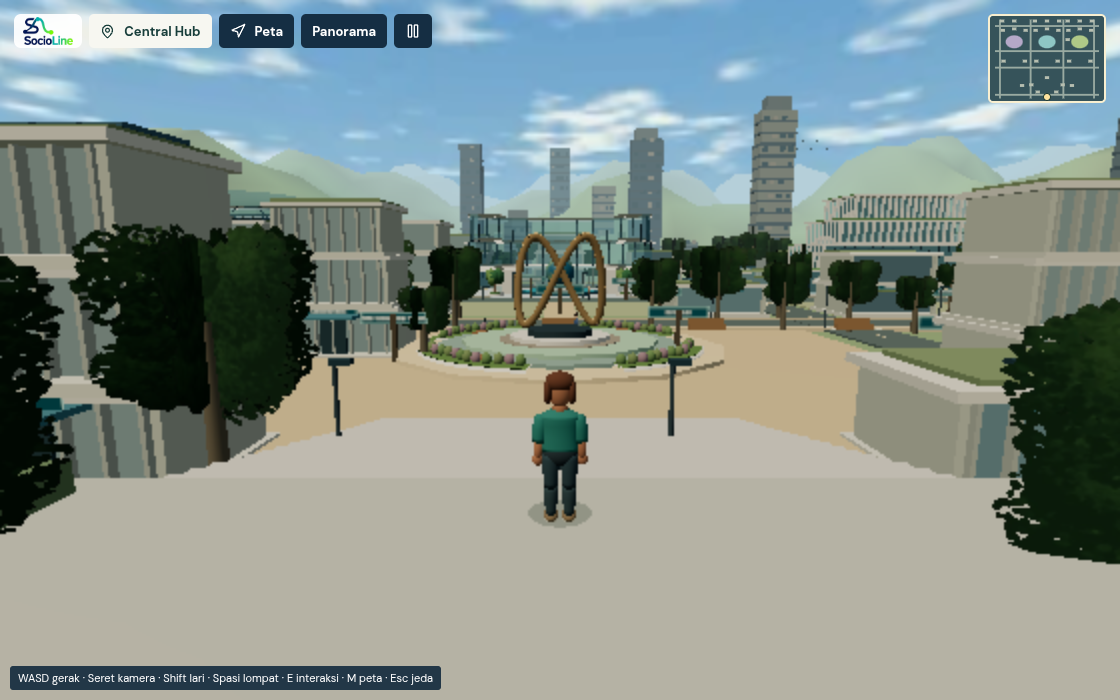 SocioLine
Central Hub
Peta
Panorama
WASD gerak · Seret kamera · Shift lari · Spasi lompat · E interaksi · M peta · Esc jeda